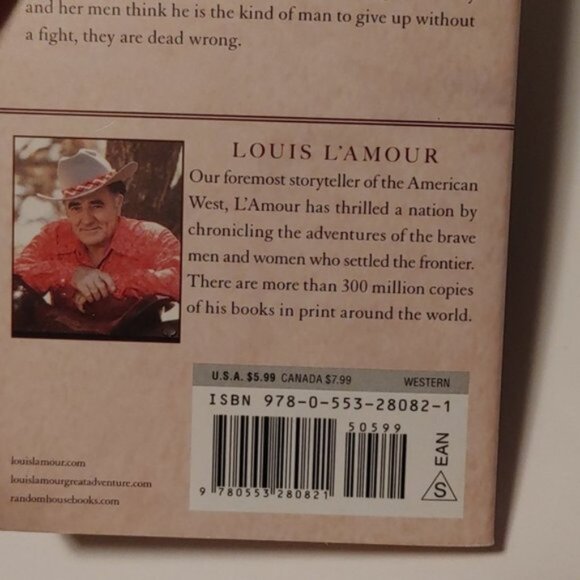 and her men think he is the kind of man to give up without
a fight, they are dead wrong.
LOUIS L'AMOUR
Our foremost storyteller of the American
West, L'Amour has thrilled a nation by
chronicling the adventures of the brave
men and women who settled the frontier.
There are more than 300 million copies
of his books in print around the world.
U.S.A. $5.99 CANADA $7.99 WESTERN
ISBN 978-0-553-28082-1
50599
9 780553 280821
S EAN
louislamour.com
louislamourgreatadventure.com
randomhousebooks.com